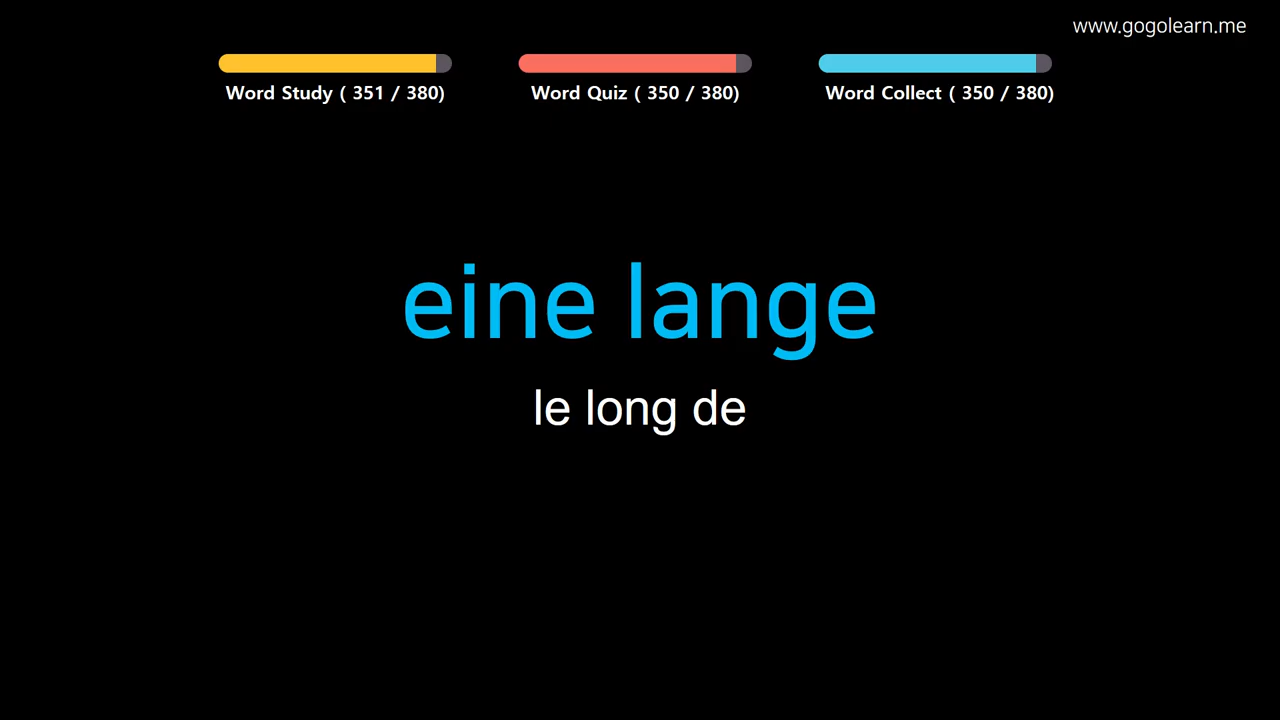 www.gogolearn.me
Word Study ( 351 / 380)
Word Quiz ( 350 / 380)
Word Collect ( 350 / 380)
eine lange
le long de